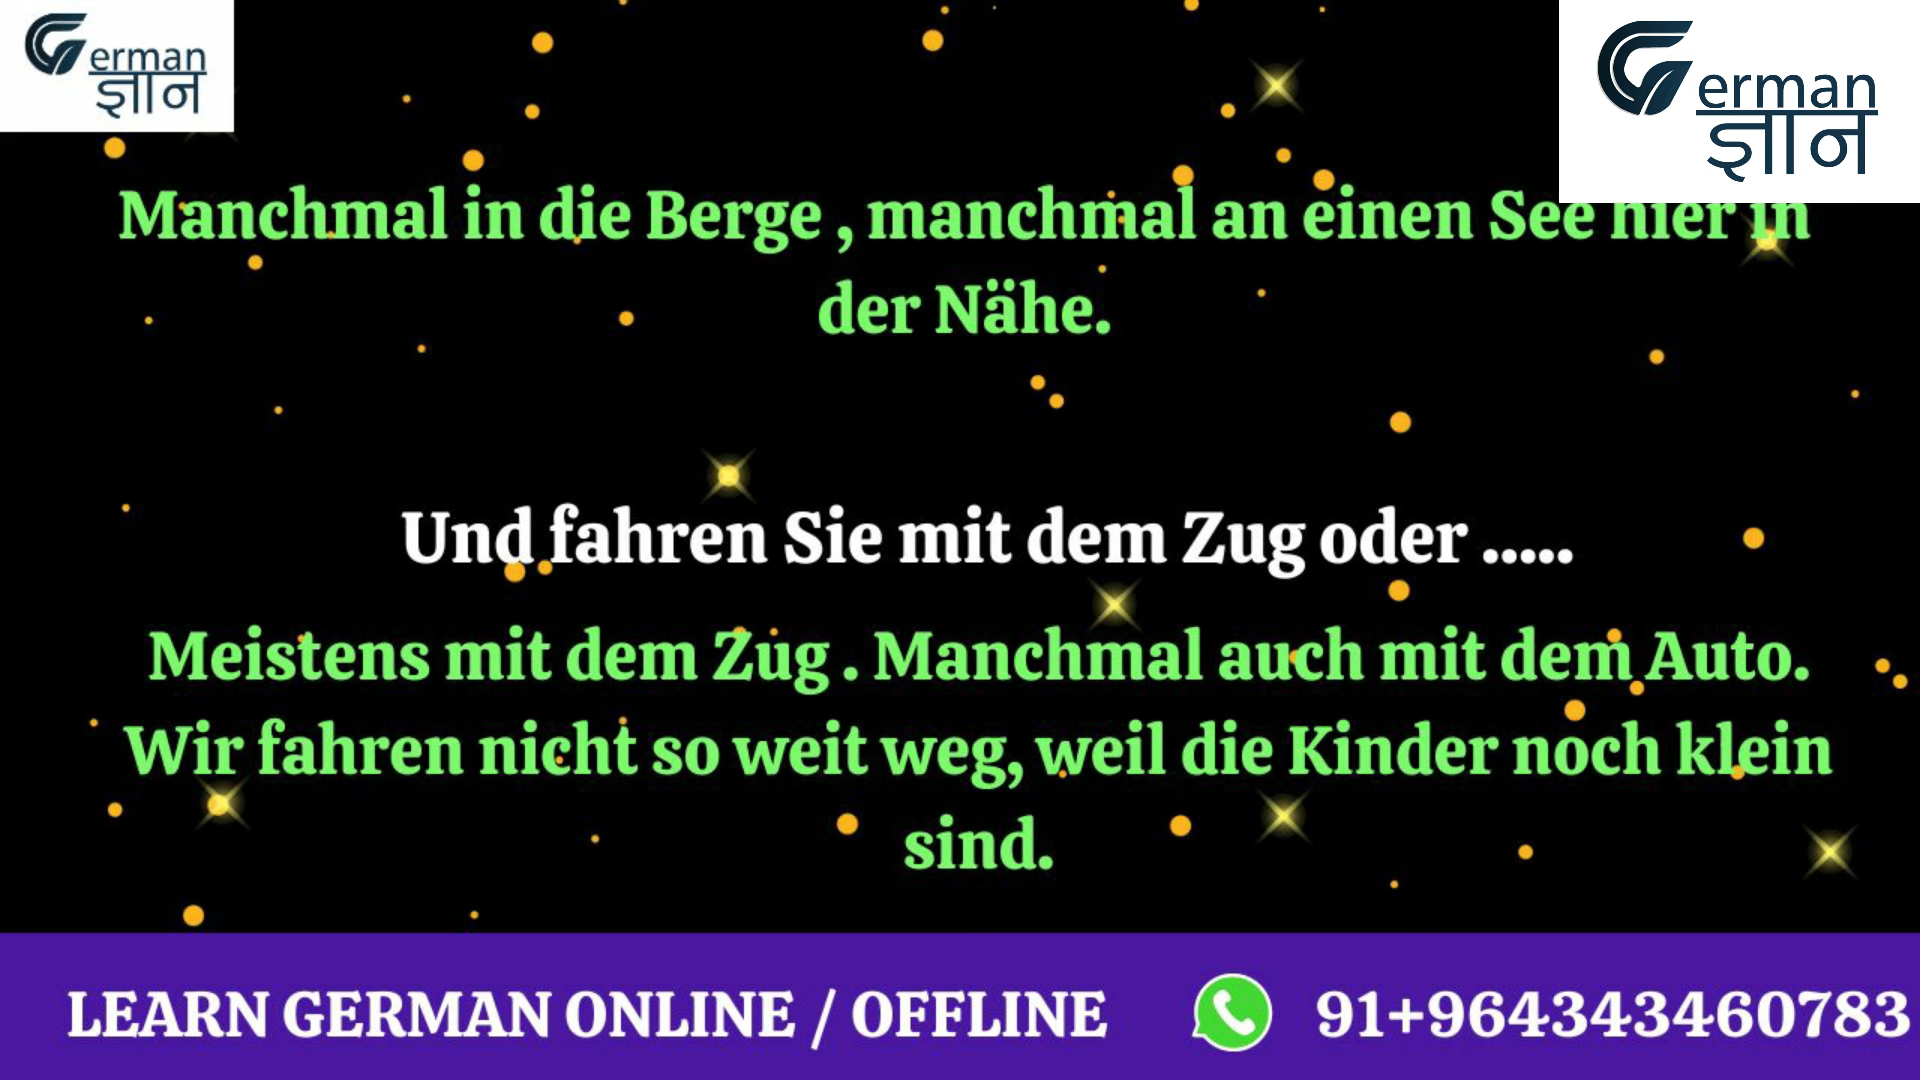 German
ज्ञान
German
ज्ञान
Manchmal in die Berge , manchmal an einen See hier in
der Nähe.
Und fahren Sie mit dem Zug oder .....
Meistens mit dem Zug . Manchmal auch mit dem Auto.
Wir fahren nicht so weit weg, weil die Kinder noch klein
sind.
LEARN GERMAN ONLINE / OFFLINE
91+964343460783